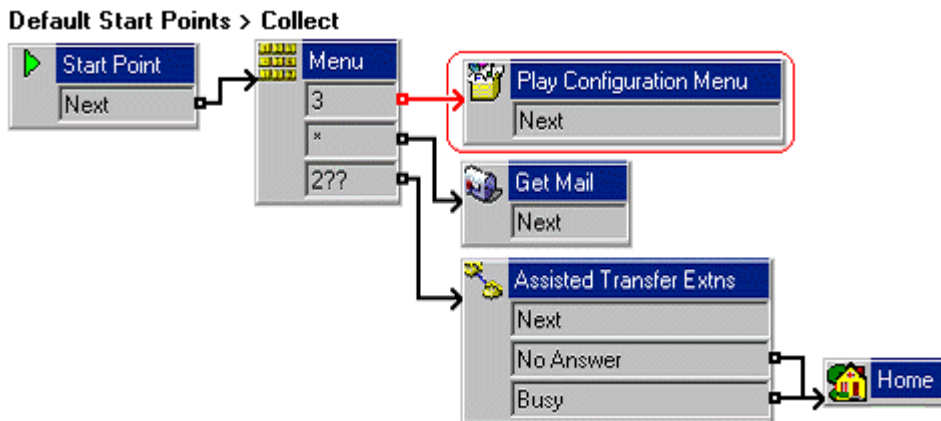 Default Start Points > Collect
Start Point
Next
Menu
3
*
2??
Play Configuration Menu
Next
Get Mail
Next
Assisted Transfer Extns
Next
No Answer
Busy
Home